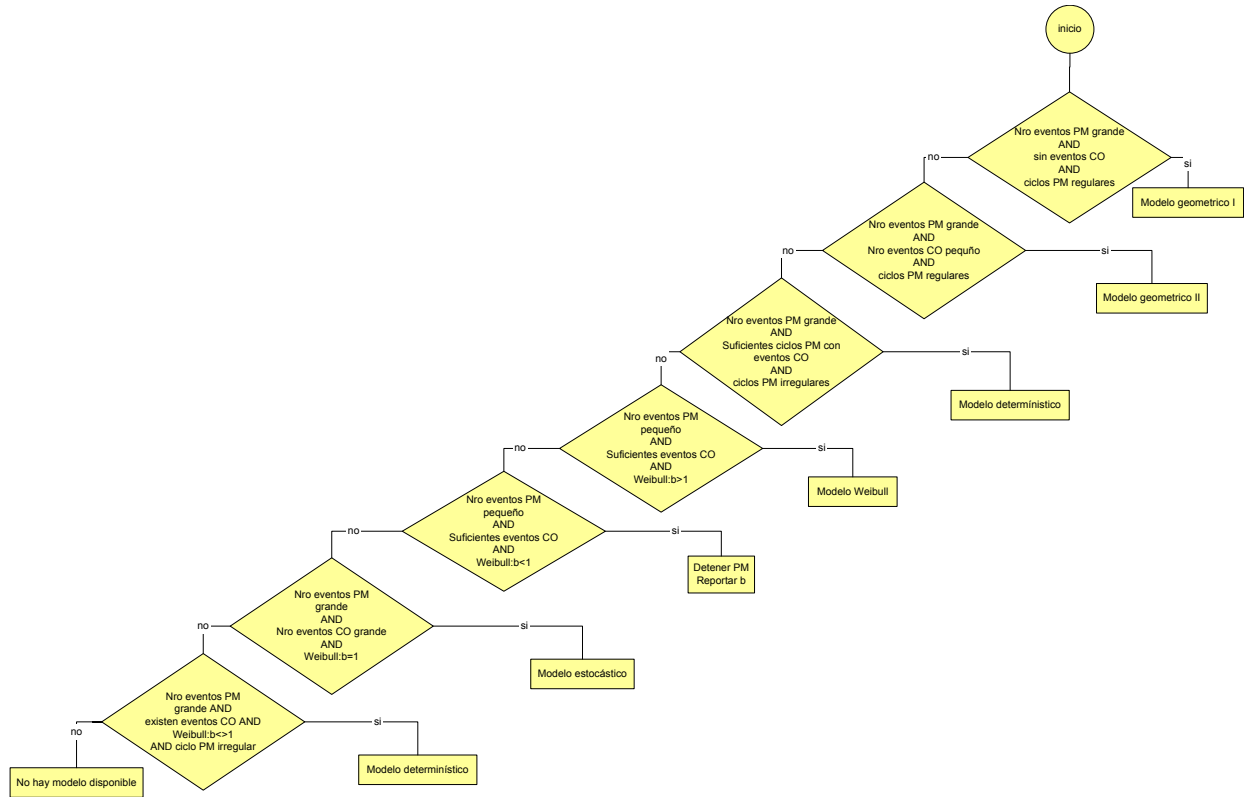 inicio
Nro eventos PM grande
AND
sin eventos CO
AND
ciclos PM regulares
no
si
Modelo geometrico I
Nro eventos PM grande
AND
Nro eventos CO pequño
AND
ciclos PM regulares
no
si
Modelo geometrico II
Nro eventos PM grande
AND
Suficientes ciclos PM con
eventos CO
AND
ciclos PM irregulares
no
si
Modelo determínistico
Nro eventos PM
pequeño
AND
Suficientes eventos CO
AND
Weibull:b>1
no
si
Modelo Weibull
Nro eventos PM
pequeño
AND
Suficientes eventos CO
AND
Weibull:b<1
no
si
Detener PM
Reportar b
Nro eventos PM
grande
AND
Nro eventos CO grande
AND
Weibull:b=1
no
si
Modelo estocástico
Nro eventos PM
grande AND
existen eventos CO AND
Weibull:b<>1
AND ciclo PM irregular
no
si
Modelo determinístico
No hay modelo disponible